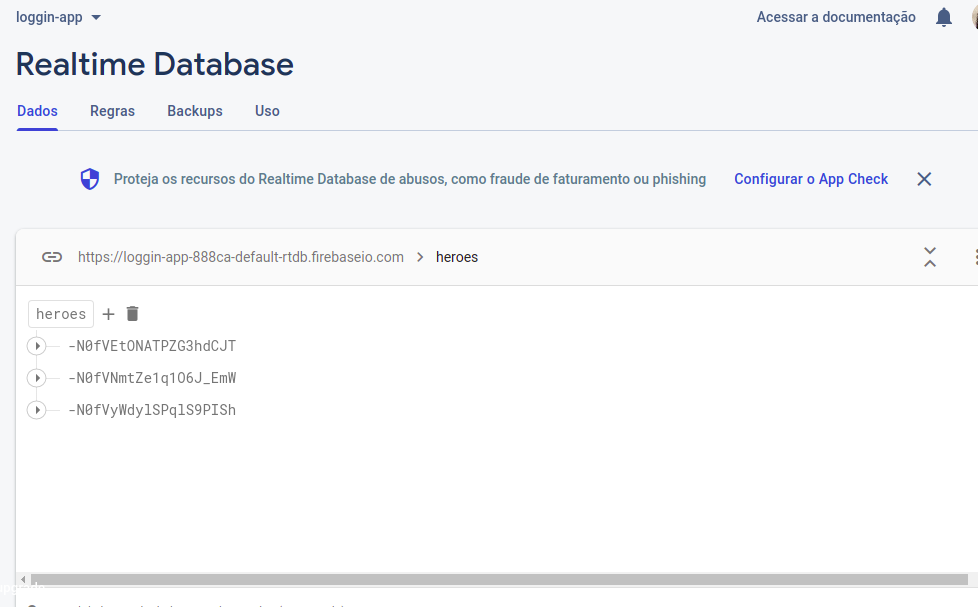 loggin-app
Acessar a documentação
Realtime Database
Dados Regras Backups Uso
Proteja os recursos do Realtime Database de abusos, como fraude de faturamento ou phishing Configurar o App Check
https://loggin-app-888ca-default-rtdb.firebaseio.com > heroes
heroes
-N0fVEtONATPZG3hdCJT
-N0fVNmtZe1q1O6J_EmW
-N0fVyWdylSPqlS9PISh